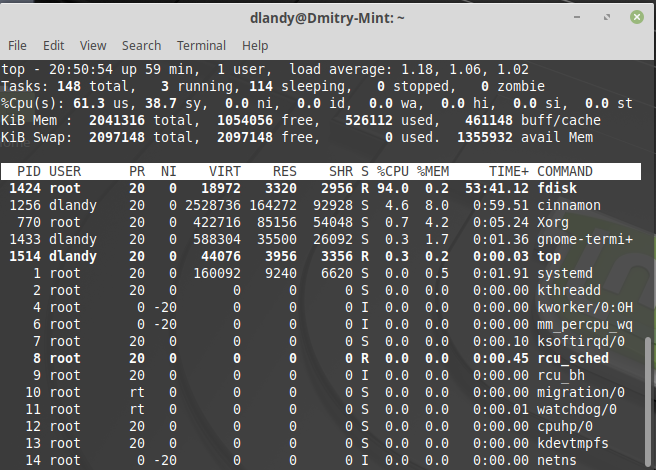 dlandy@Dmitry-Mint: ~
File Edit View Search Terminal Help
top - 20:50:54 up 59 min,  1 user,  load average: 1.18, 1.06, 1.02
Tasks: 148 total,   3 running, 114 sleeping,   0 stopped,   0 zombie
%Cpu(s): 61.3 us, 38.7 sy,  0.0 ni,  0.0 id,  0.0 wa,  0.0 hi,  0.0 si,  0.0 st
KiB Mem :  2041316 total,  1054056 free,   526112 used,   461148 buff/cache
KiB Swap:  2097148 total,  2097148 free,        0 used.  1355932 avail Mem
PID USER      PR  NI    VIRT    RES    SHR S %CPU %MEM     TIME+ COMMAND
1424 root      20   0   18972   3320   2956 R 94.0  0.2  53:41.12 fdisk
1256 dlandy    20   0 2528736 164272  92928 S  4.6  8.0   0:59.51 cinnamon
770 root      20   0  422716  85156  54048 S  0.7  4.2   0:05.24 Xorg
1433 dlandy    20   0  588304  35500  26092 S  0.3  1.7   0:01.36 gnome-termi+
1514 dlandy    20   0   44076   3956   3356 R  0.3  0.2   0:00.03 top
1 root      20   0  160092   9240   6620 S  0.0  0.5   0:01.91 systemd
2 root      20   0       0      0      0 S  0.0  0.0   0:00.00 kthreadd
4 root       0 -20       0      0      0 I  0.0  0.0   0:00.00 kworker/0:0H
6 root       0 -20       0      0      0 I  0.0  0.0   0:00.00 mm_percpu_wq
7 root      20   0       0      0      0 S  0.0  0.0   0:00.10 ksoftirqd/0
8 root      20   0       0      0      0 R  0.0  0.0   0:00.45 rcu_sched
9 root      20   0       0      0      0 I  0.0  0.0   0:00.00 rcu_bh
10 root      rt   0       0      0      0 S  0.0  0.0   0:00.00 migration/0
11 root      rt   0       0      0      0 S  0.0  0.0   0:00.01 watchdog/0
12 root      20   0       0      0      0 S  0.0  0.0   0:00.00 cpuhp/0
13 root      20   0       0      0      0 S  0.0  0.0   0:00.00 kdevtmpfs
14 root       0 -20       0      0      0 I  0.0  0.0   0:00.00 netns